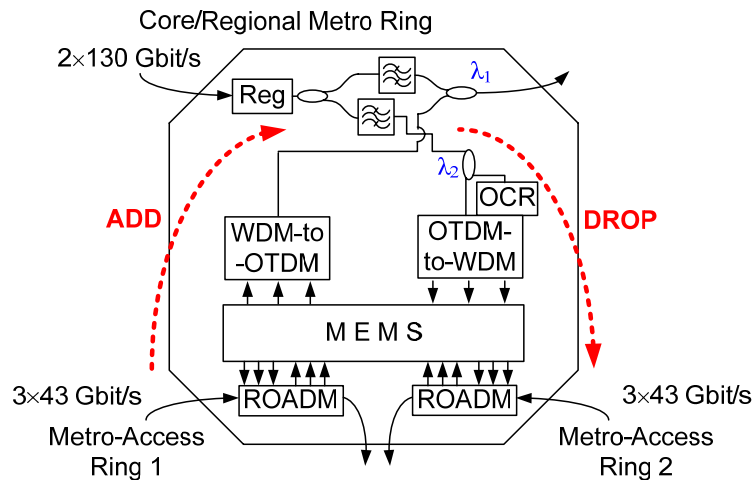 Core/Regional Metro Ring
2×130 Gbit/s
Reg
λ1
λ2
OCR
ADD
DROP
WDM-to
-OTDM
OTDM-
to-WDM
M E M S
3×43 Gbit/s
ROADM
ROADM
3×43 Gbit/s
Metro-Access
Ring 1
Metro-Access
Ring 2